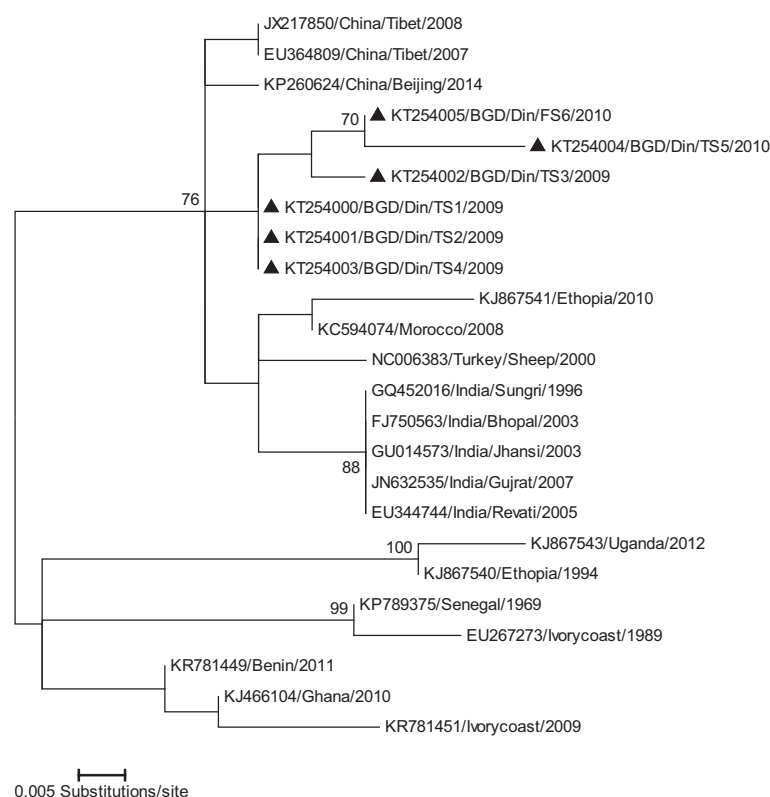 JX217850/China/Tibet/2008
EU364809/China/Tibet/2007
KP260624/China/Beijing/2014
70
KT254005/BGD/Din/FS6/2010
KT254004/BGD/Din/TS5/2010
KT254002/BGD/Din/TS3/2009
76
KT254000/BGD/Din/TS1/2009
KT254001/BGD/Din/TS2/2009
KT254003/BGD/Din/TS4/2009
KJ867541/Ethopia/2010
KC594074/Morocco/2008
NC006383/Turkey/Sheep/2000
GQ452016/India/Sungri/1996
FJ750563/India/Bhopal/2003
GU014573/India/Jhansi/2003
88
JN632535/India/Gujrat/2007
EU344744/India/Revati/2005
KJ867543/Uganda/2012
100
KJ867540/Ethopia/1994
KP789375/Senegal/1969
99
EU267273/Ivorycoast/1989
KR781449/Benin/2011
KJ466104/Ghana/2010
KR781451/Ivorycoast/2009
0.005 Substitutions/site